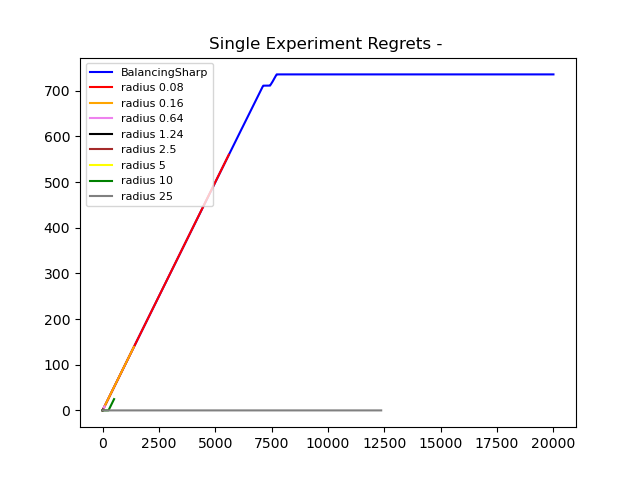 Single Experiment Regrets -
BalancingSharp
radius 0.08
radius 0.16
radius 0.64
radius 1.24
radius 2.5
radius 5
radius 10
radius 25
700
600
500
400
300
200
100
0
0 2500 5000 7500 10000 12500 15000 17500 20000